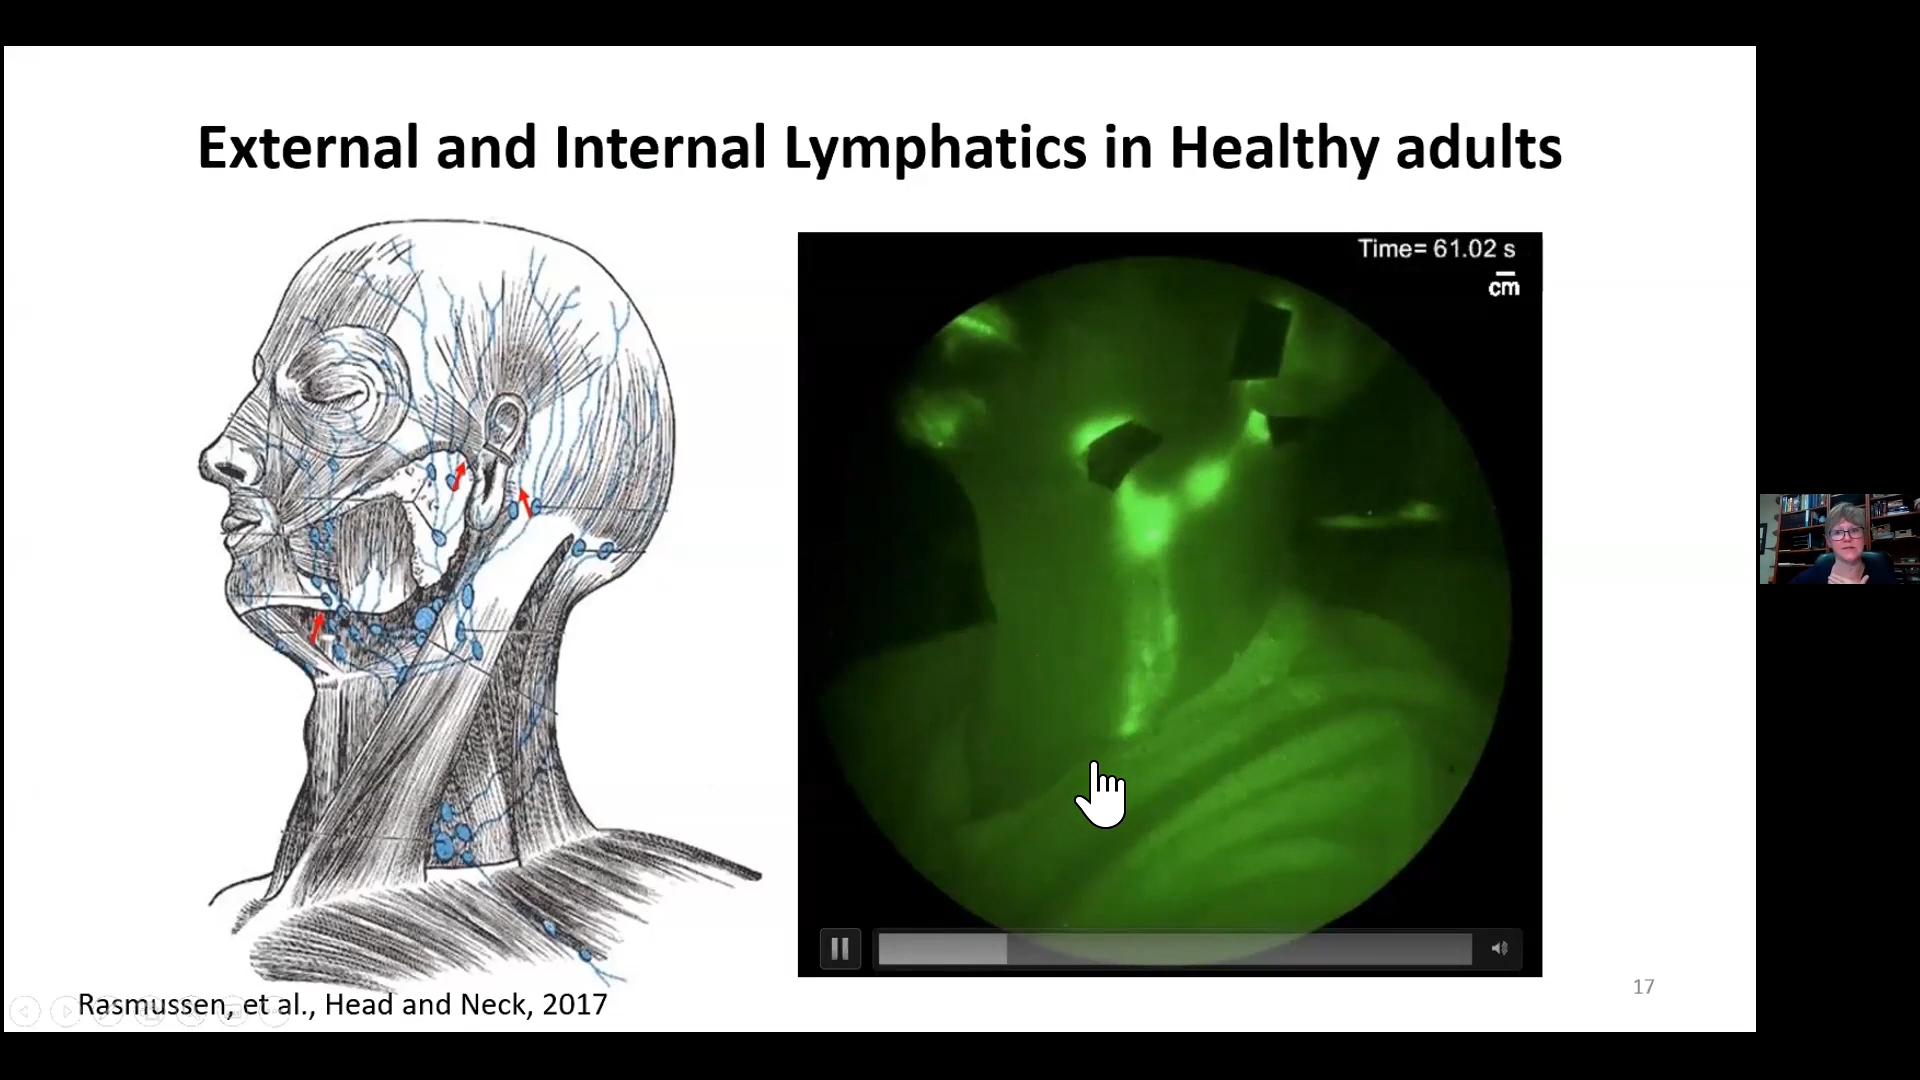 External and Internal Lymphatics in Healthy adults
Time= 61.02 s
cm
Rasmussen, et al., Head and Neck, 2017
17